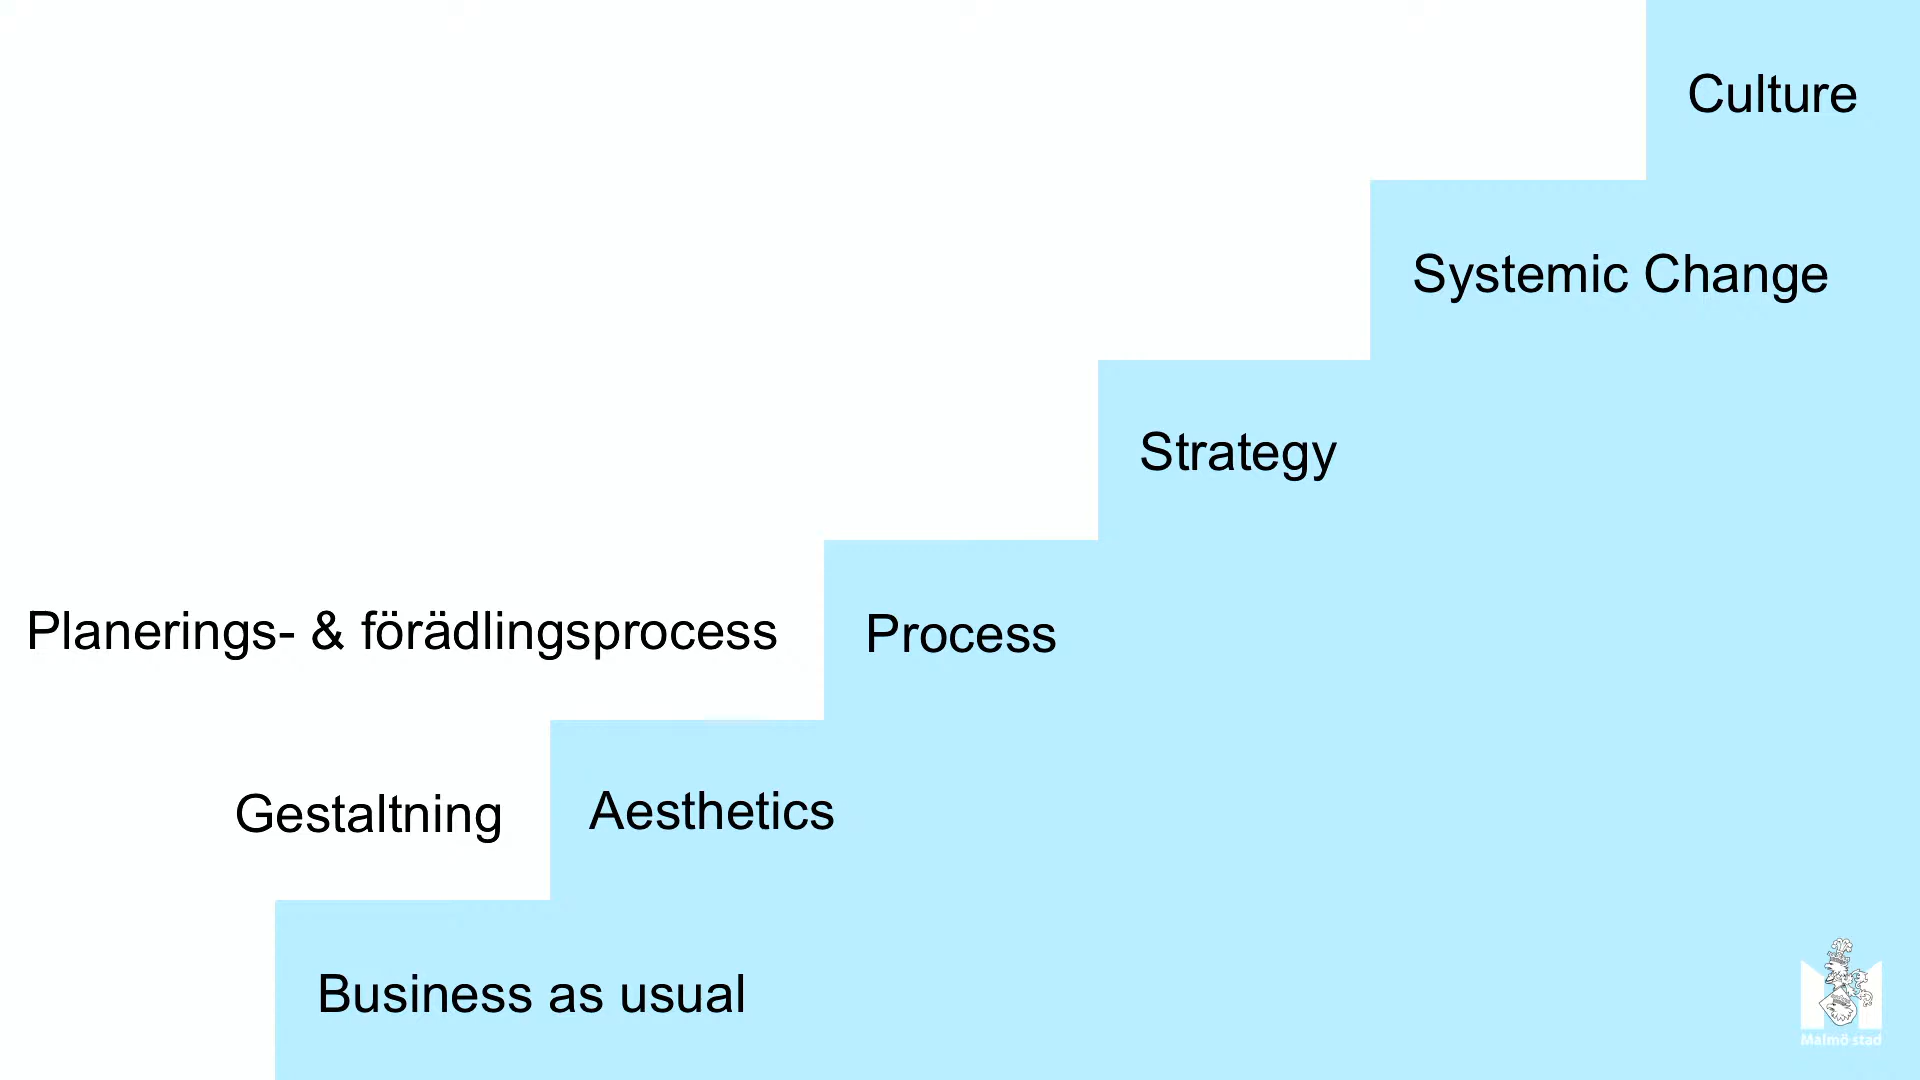 Culture
Systemic Change
Strategy
Planerings- & förädlingsprocess
Process
Gestaltning
Aesthetics
Business as usual
Malmö stad